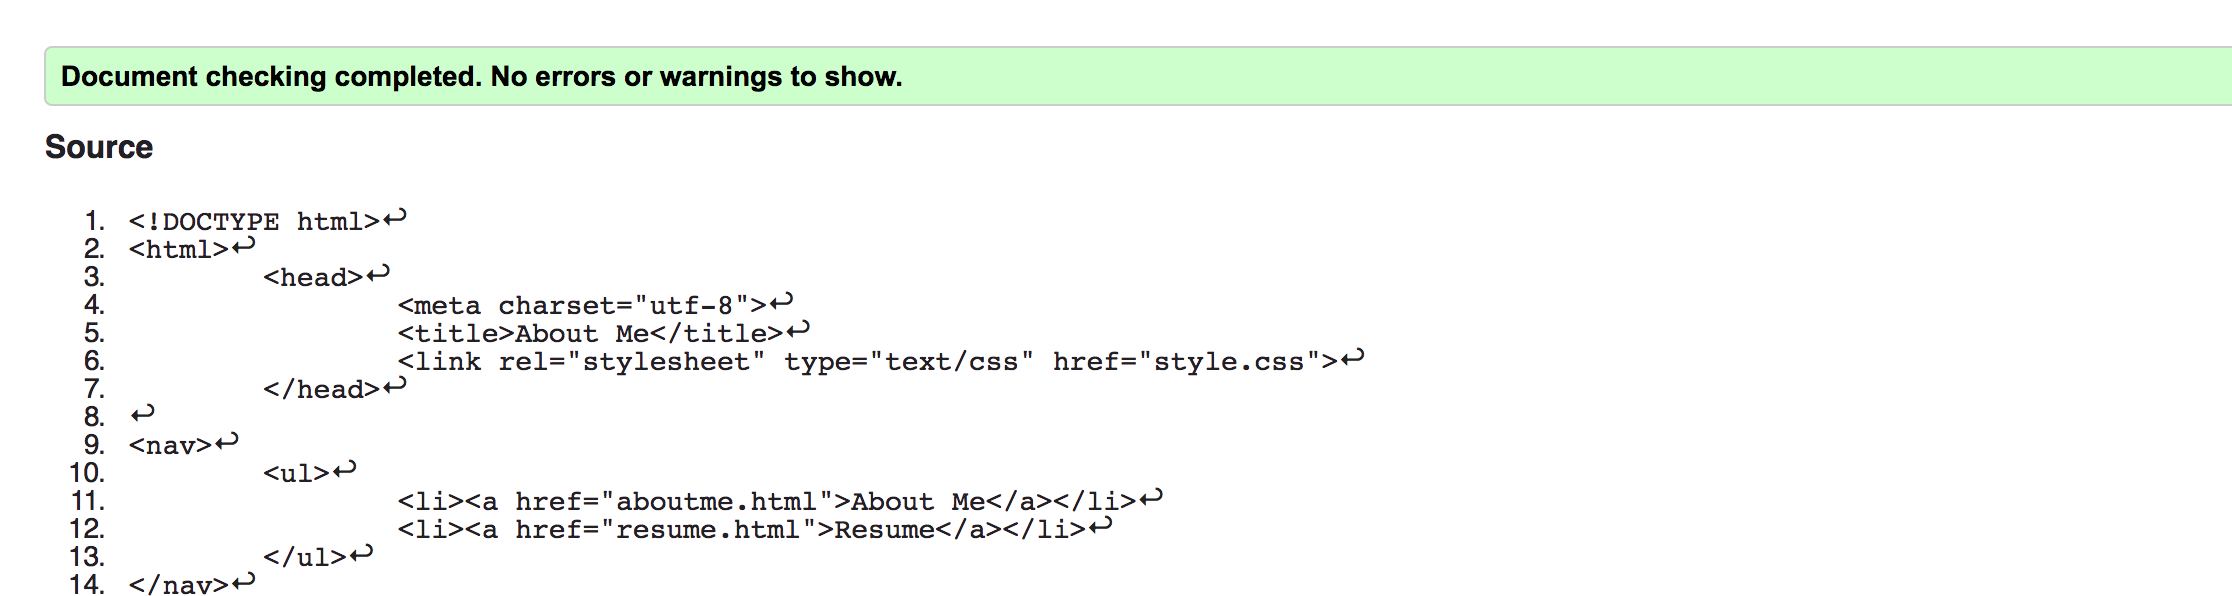 Document checking completed. No errors or warnings to show.
Source
1. <!DOCTYPE html>↩
2. <html>↩
3. <head>↩
4. <meta charset="utf-8">↩
5. <title>About Me</title>↩
6. <link rel="stylesheet" type="text/css" href="style.css">↩
7. </head>↩
8. ↩
9. <nav>↩
10. <ul>↩
11. <li><a href="aboutme.html">About Me</a></li>↩
12. <li><a href="resume.html">Resume</a></li>↩
13. </ul>↩
14. </nav>↩